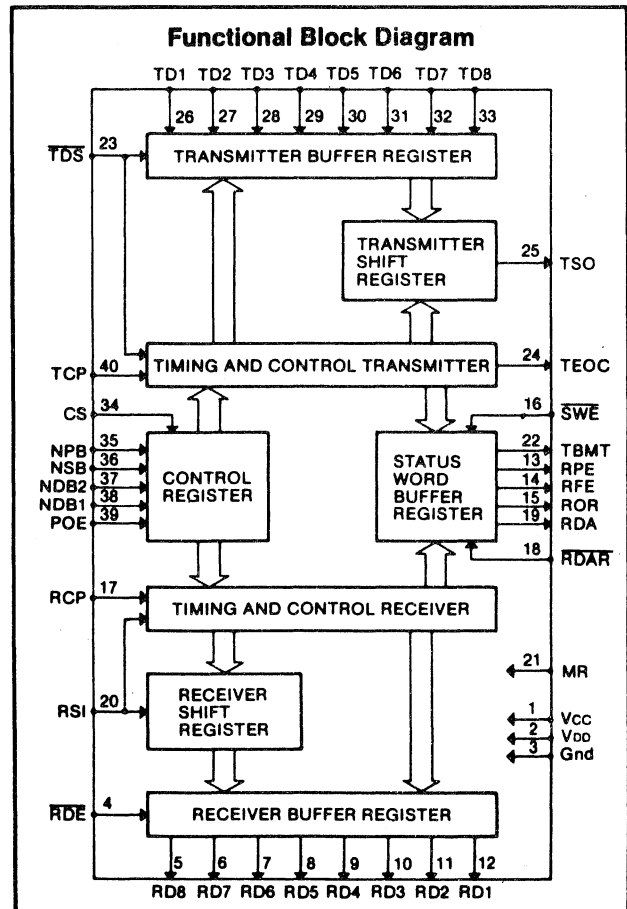 Functional Block Diagram
TD1 TD2 TD3 TD4 TD5 TD6 TD7 TD8
26 27 28 29 30 31 32 33
TDS 23
TRANSMITTER BUFFER REGISTER
TRANSMITTER
SHIFT
REGISTER
25 TSO
TIMING AND CONTROL TRANSMITTER
24 TEOC
TCP 40
CS 34
16 SWE
NPB 35
NSB 36
NDB2 37
NDB1 38
POE 39
CONTROL
REGISTER
STATUS
WORD
BUFFER
REGISTER
22 TBMT
13 RPE
14 RFE
15 ROR
19 RDA
18 RDAR
RCP 17
TIMING AND CONTROL RECEIVER
21 MR
RSI 20
RECEIVER
SHIFT
REGISTER
1 VCC
2 VDD
3 Gnd
RDE 4
RECEIVER BUFFER REGISTER
5 6 7 8 9 10 11 12
RD8 RD7 RD6 RD5 RD4 RD3 RD2 RD1